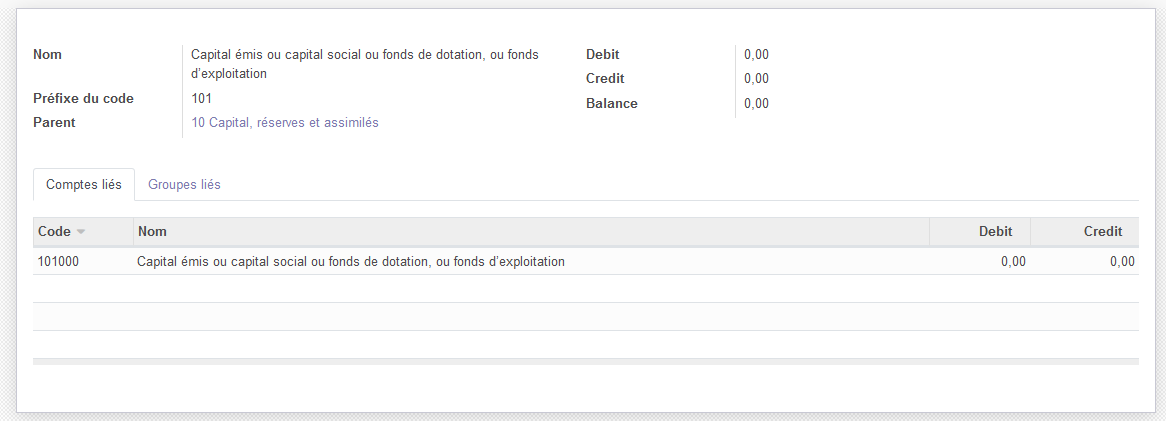 Nom
Capital émis ou capital social ou fonds de dotation, ou fonds
d’exploitation
Préfixe du code
101
Parent
10 Capital, réserves et assimilés
Debit
0,00
Credit
0,00
Balance
0,00
Comptes liés
Groupes liés
Code Nom Debit Credit
101000 Capital émis ou capital social ou fonds de dotation, ou fonds d’exploitation 0,00 0,00